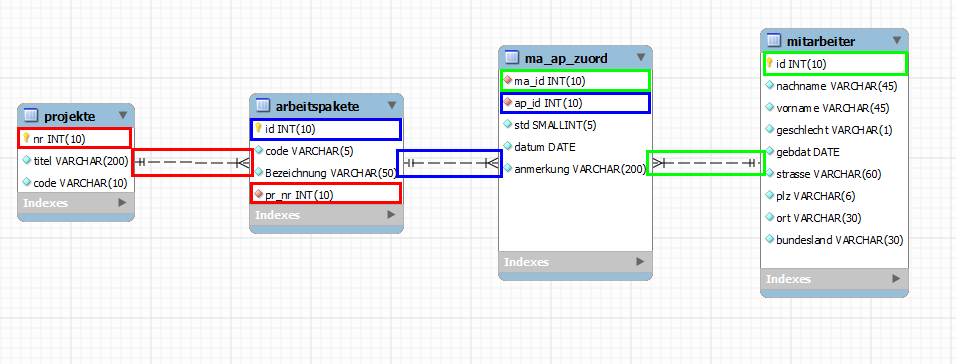 projekte
nr INT(10)
titel VARCHAR(200)
code VARCHAR(10)
Indexes
arbeitspakete
id INT(10)
code VARCHAR(5)
Bezeichnung VARCHAR(50)
pr_nr INT(10)
Indexes
ma_ap_zuord
ma_id INT(10)
ap_id INT(10)
std SMALLINT(5)
datum DATE
anmerkung VARCHAR(200)
Indexes
mitarbeiter
id INT(10)
nachname VARCHAR(45)
vorname VARCHAR(45)
geschlecht VARCHAR(1)
gebdat DATE
strasse VARCHAR(60)
plz VARCHAR(6)
ort VARCHAR(30)
bundesland VARCHAR(30)
Indexes